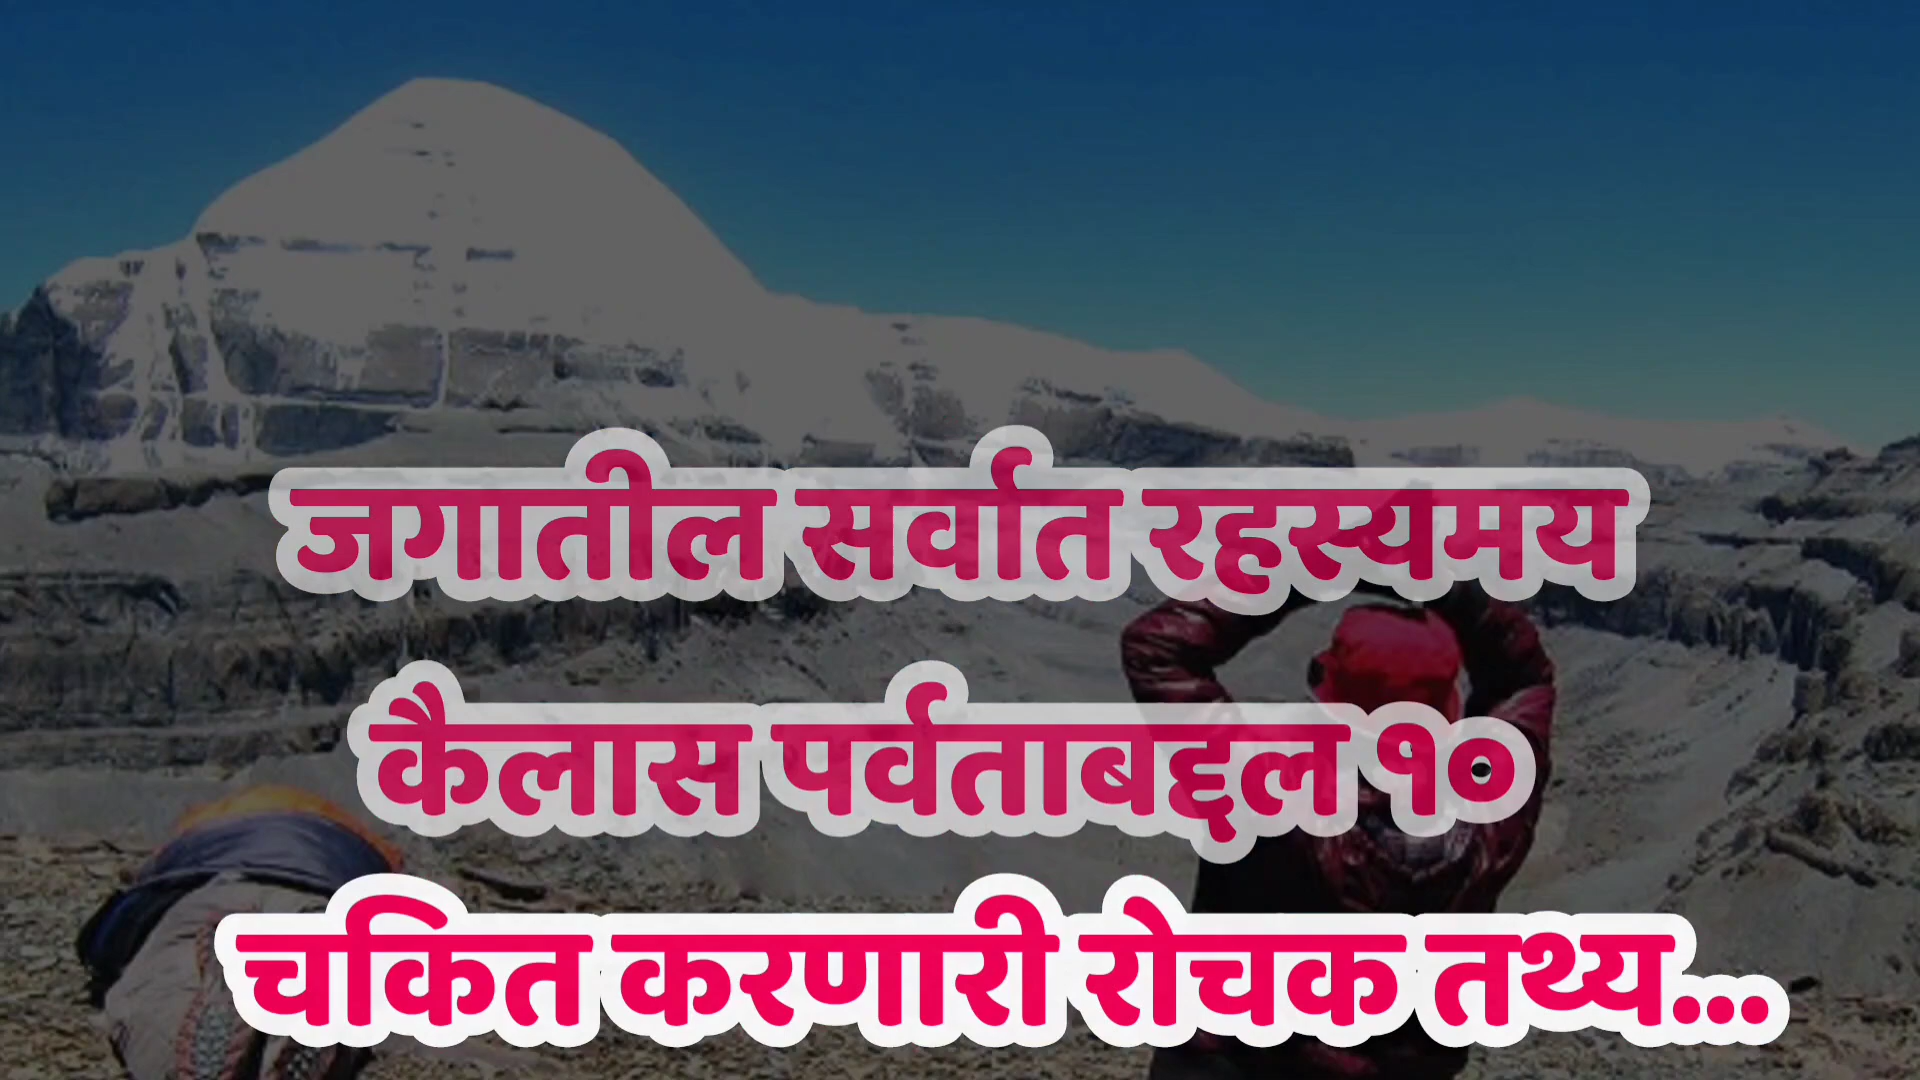 जगातील सर्वात रहस्यमय
कैलास पर्वताबद्दल १०
चकित करणारी रोचक तथ्य...